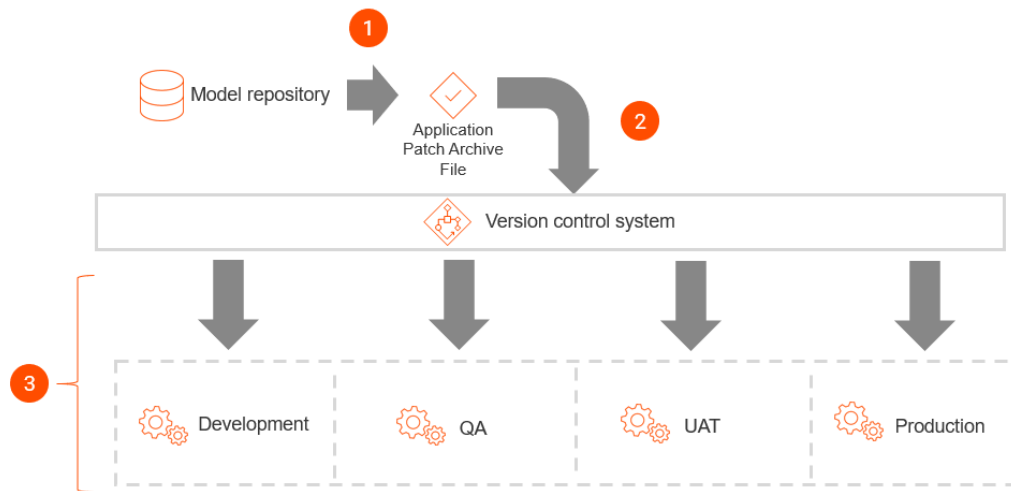 1
Model repository
Application
Patch Archive
File
2
Version control system
3
Development
QA
UAT
Production